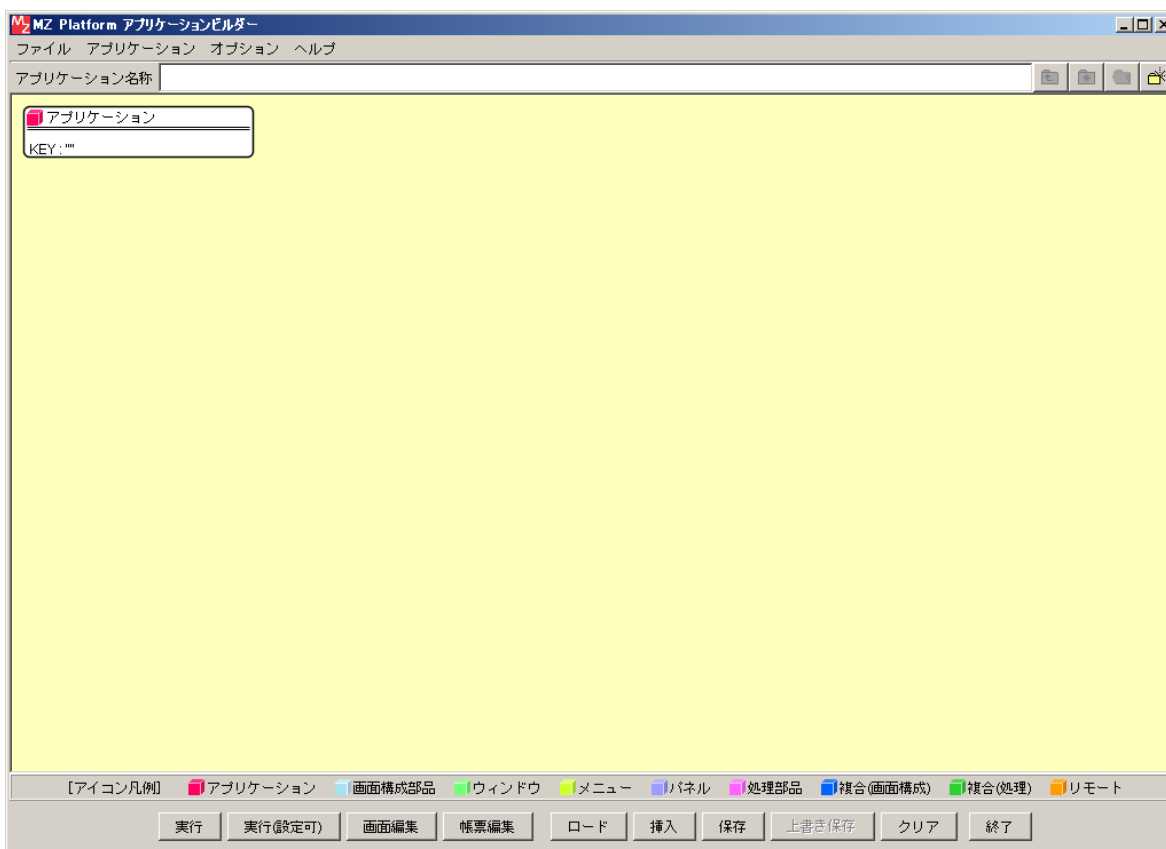 MZ MZ Platform アプリケーションビルダー
ファイル アプリケーション オプション ヘルプ
アプリケーション名称
アプリケーション
KEY:""
[アイコン凡例] アプリケーション 画面構成部品 ウィンドウ メニュー パネル 処理部品 複合(画面構成) 複合(処理) リモート
実行 実行(設定可) 画面編集 帳票編集 ロード 挿入 保存 上書き保存 クリア 終了